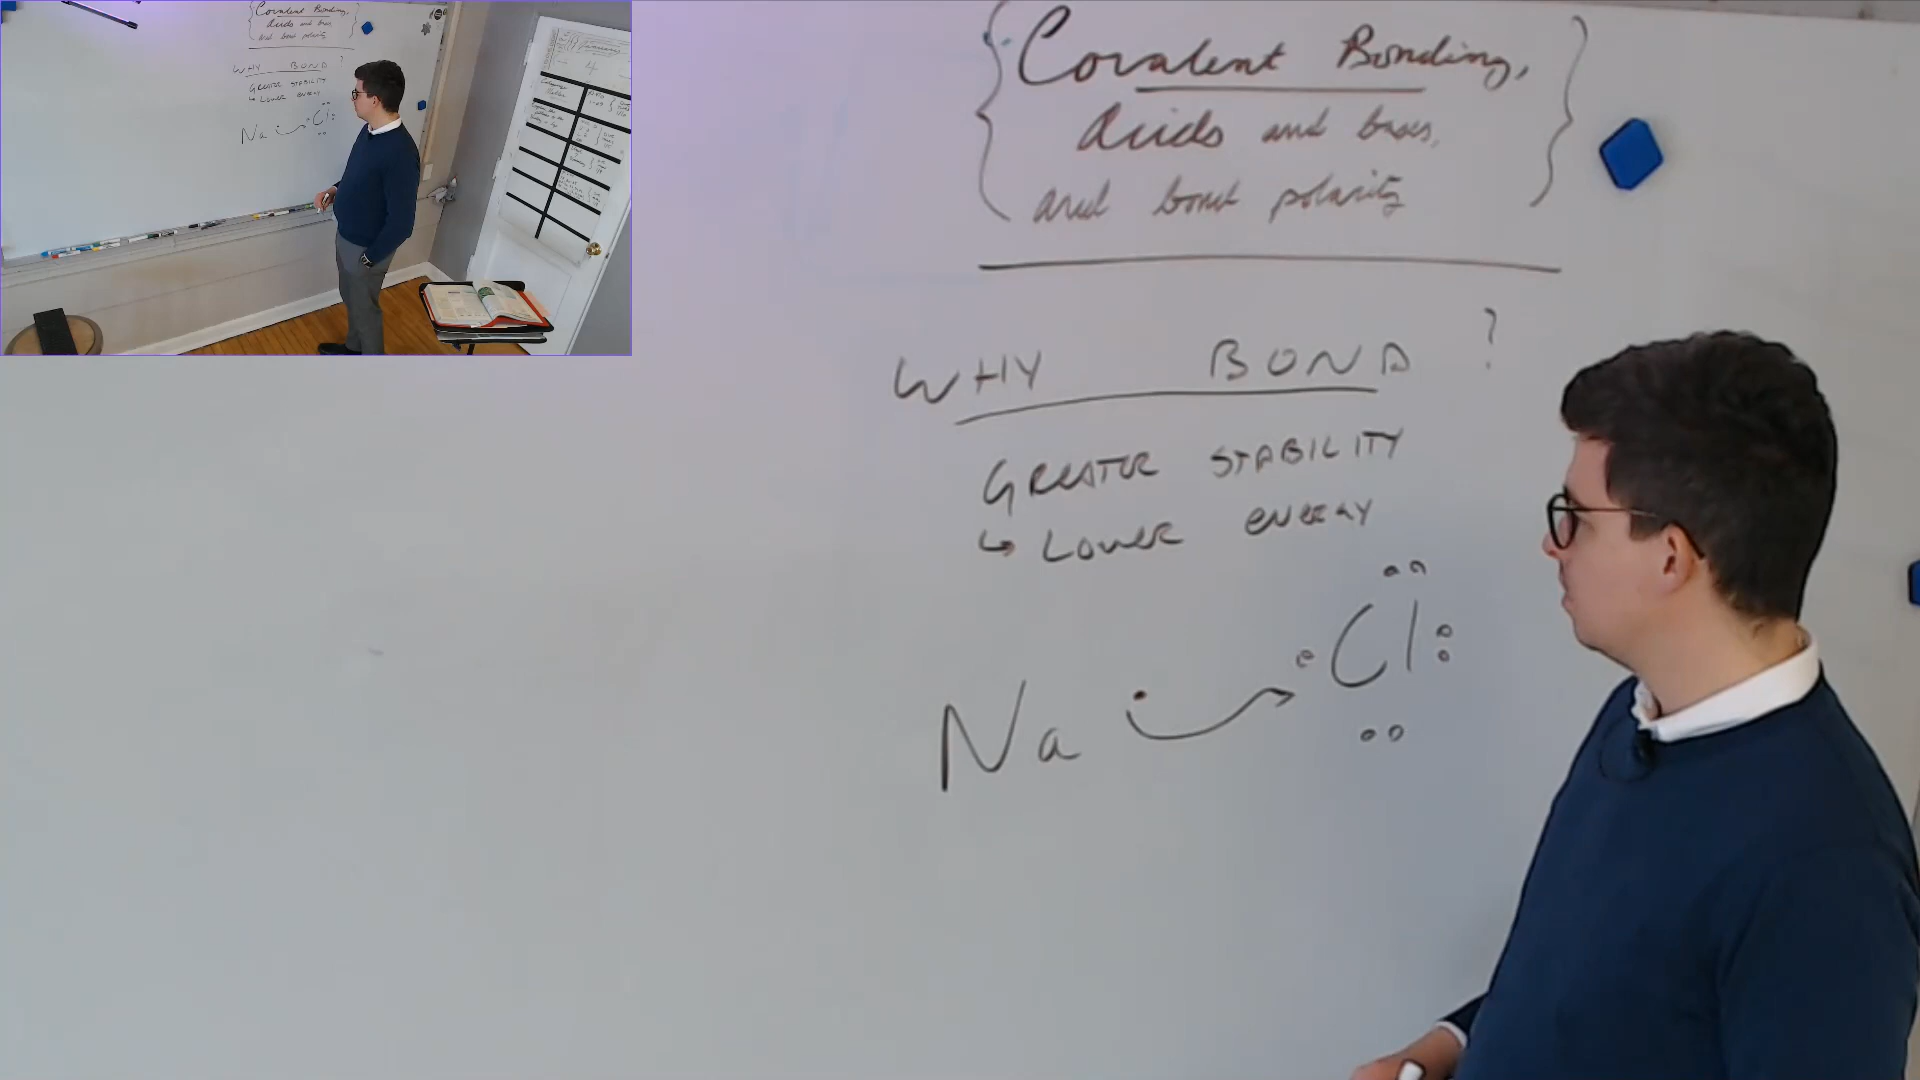 Covalent Bonding,
Acids and bases,
and bond polarity
WHY BOND ?
GREATER STABILITY
↳ LOWER ENERGY
Na Cl